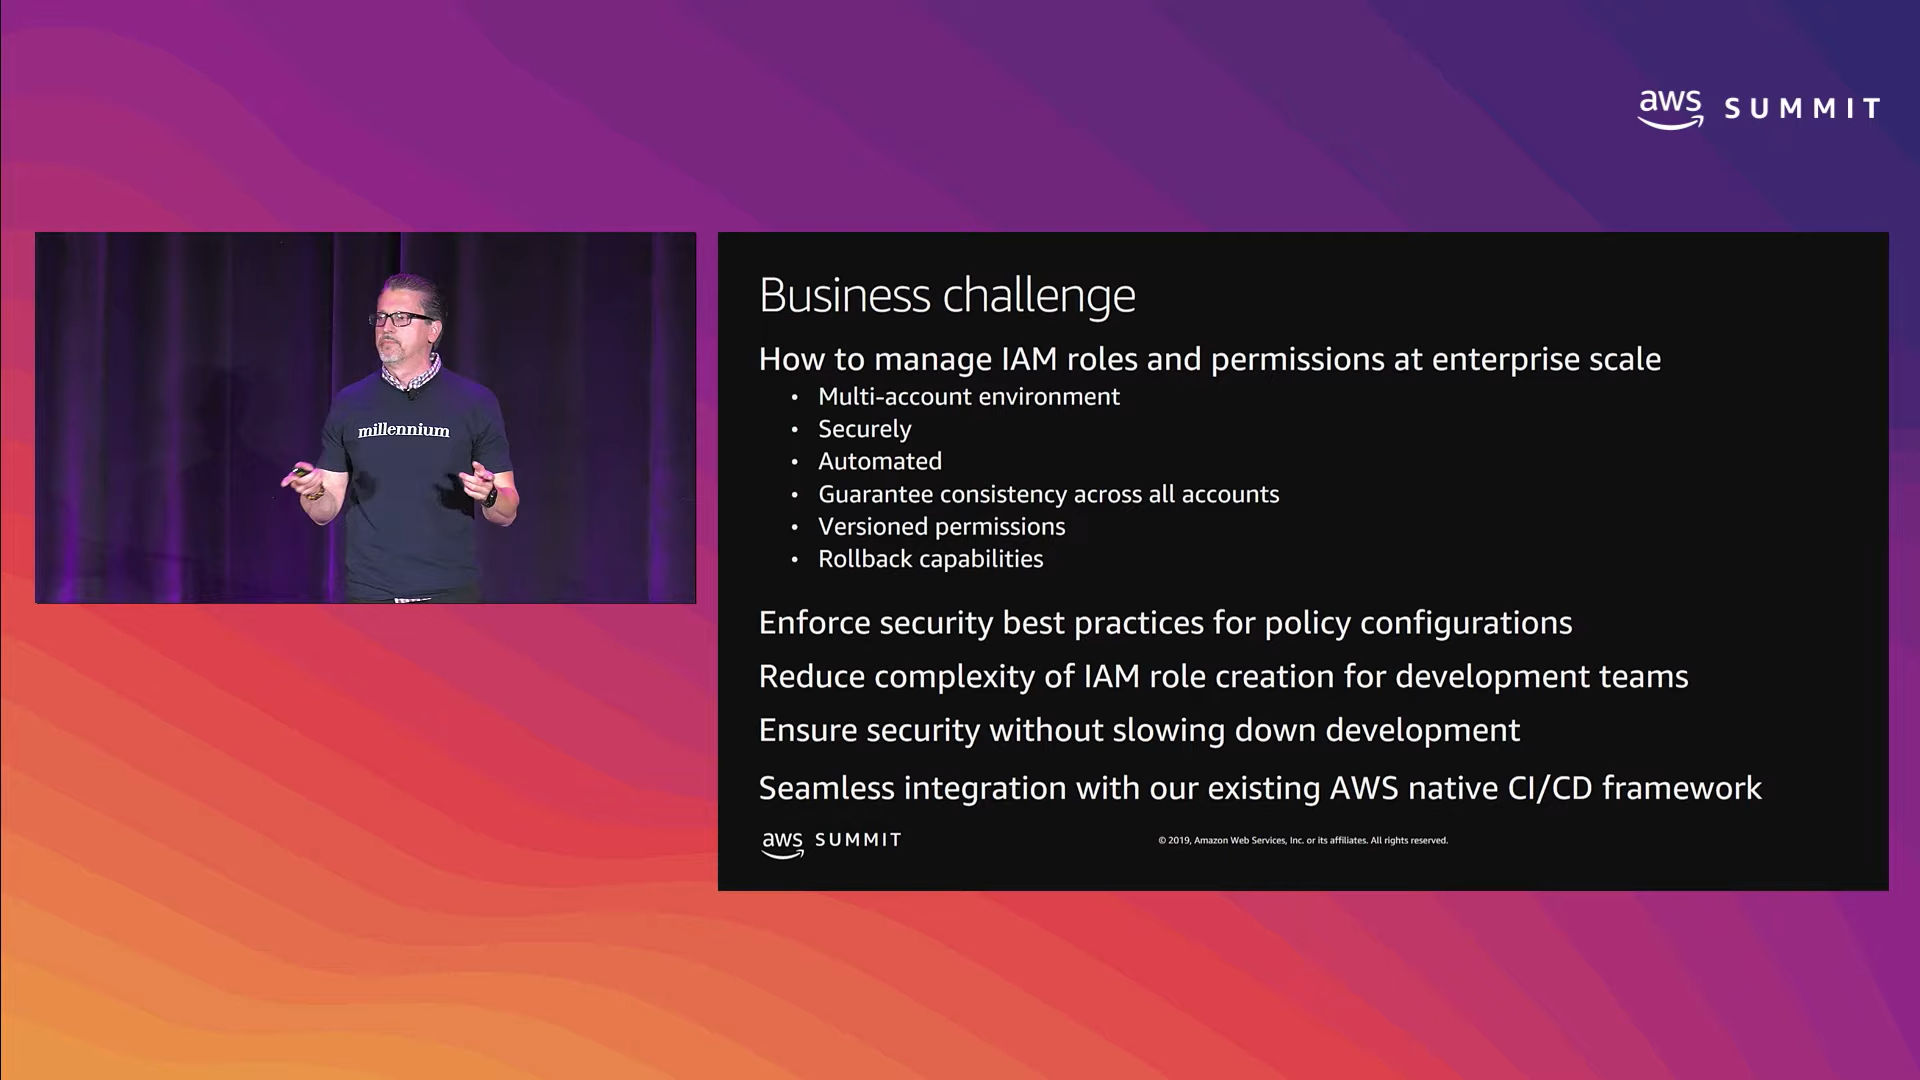 aws SUMMIT
millennium
Business challenge
How to manage IAM roles and permissions at enterprise scale
• Multi-account environment
• Securely
• Automated
• Guarantee consistency across all accounts
• Versioned permissions
• Rollback capabilities
Enforce security best practices for policy configurations
Reduce complexity of IAM role creation for development teams
Ensure security without slowing down development
Seamless integration with our existing AWS native CI/CD framework
aws SUMMIT
© 2019, Amazon Web Services, Inc. or its affiliates. All rights reserved.